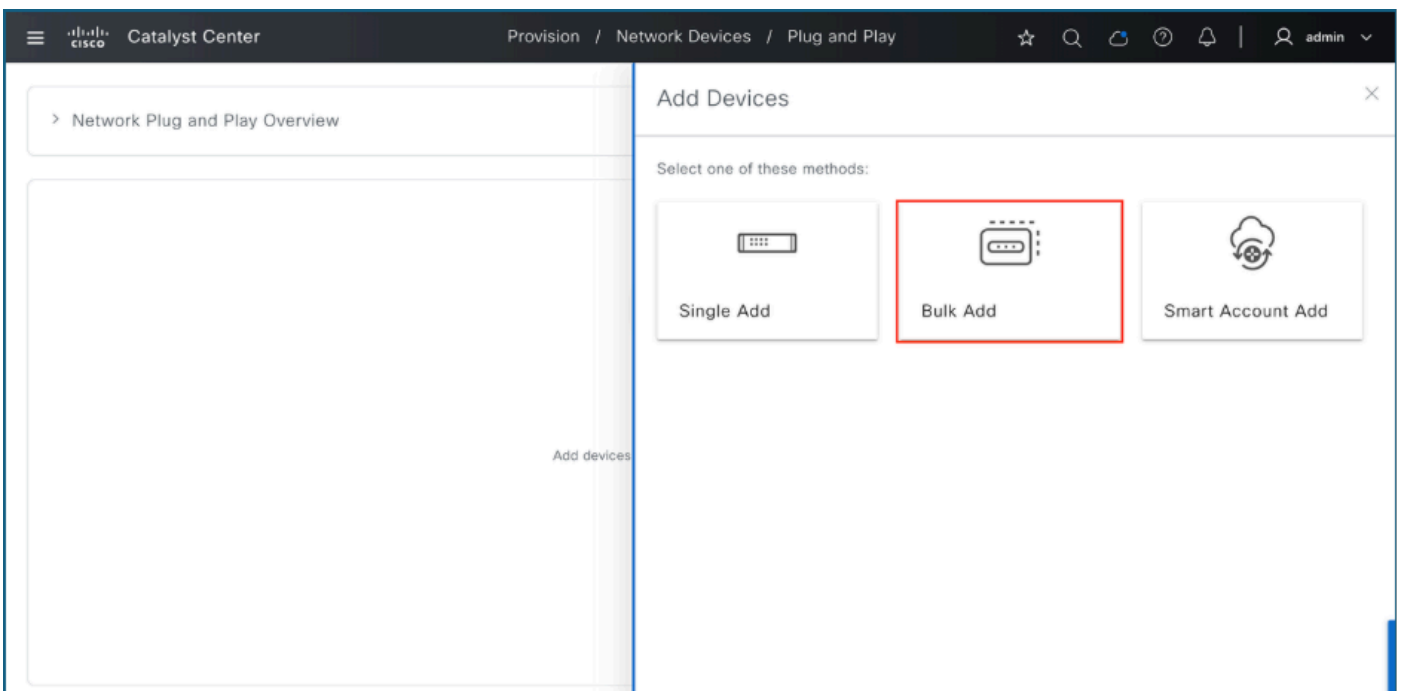 cisco Catalyst Center Provision / Network Devices / Plug and Play admin
Network Plug and Play Overview
Add devices
Add Devices
Select one of these methods:
Single Add
Bulk Add
Smart Account Add